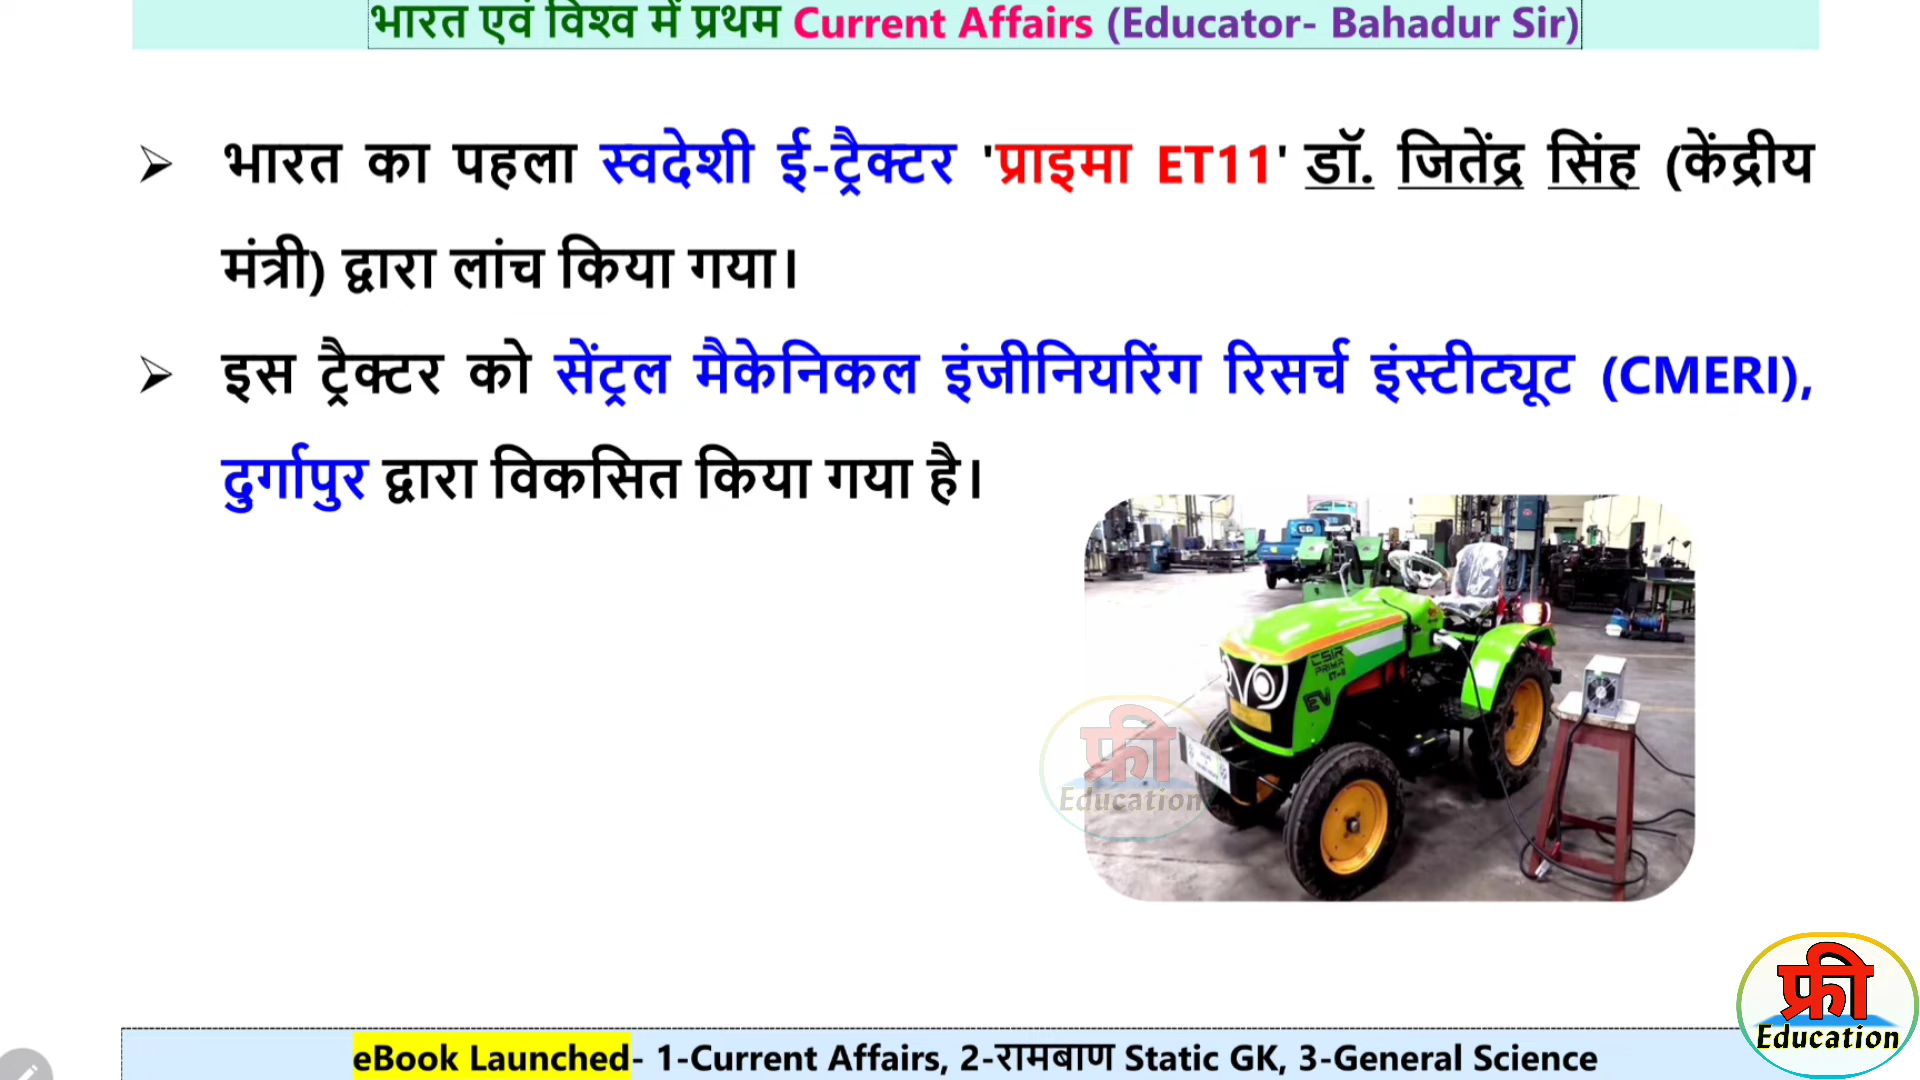 भारत एवं विश्व में प्रथम Current Affairs (Educator- Bahadur Sir)
➢ भारत का पहला स्वदेशी ई-ट्रैक्टर 'प्राइमा ET11' डॉ. जितेंद्र सिंह (केंद्रीय
मंत्री) द्वारा लांच किया गया।
➢ इस ट्रैक्टर को सेंट्रल मैकेनिकल इंजीनियरिंग रिसर्च इंस्टीट्यूट (CMERI),
दुर्गापुर द्वारा विकसित किया गया है।
CSIR
PRIMA
ET-11
EV
फ्री
Education
फ्री
Education
eBook Launched- 1-Current Affairs, 2-रामबाण Static GK, 3-General Science